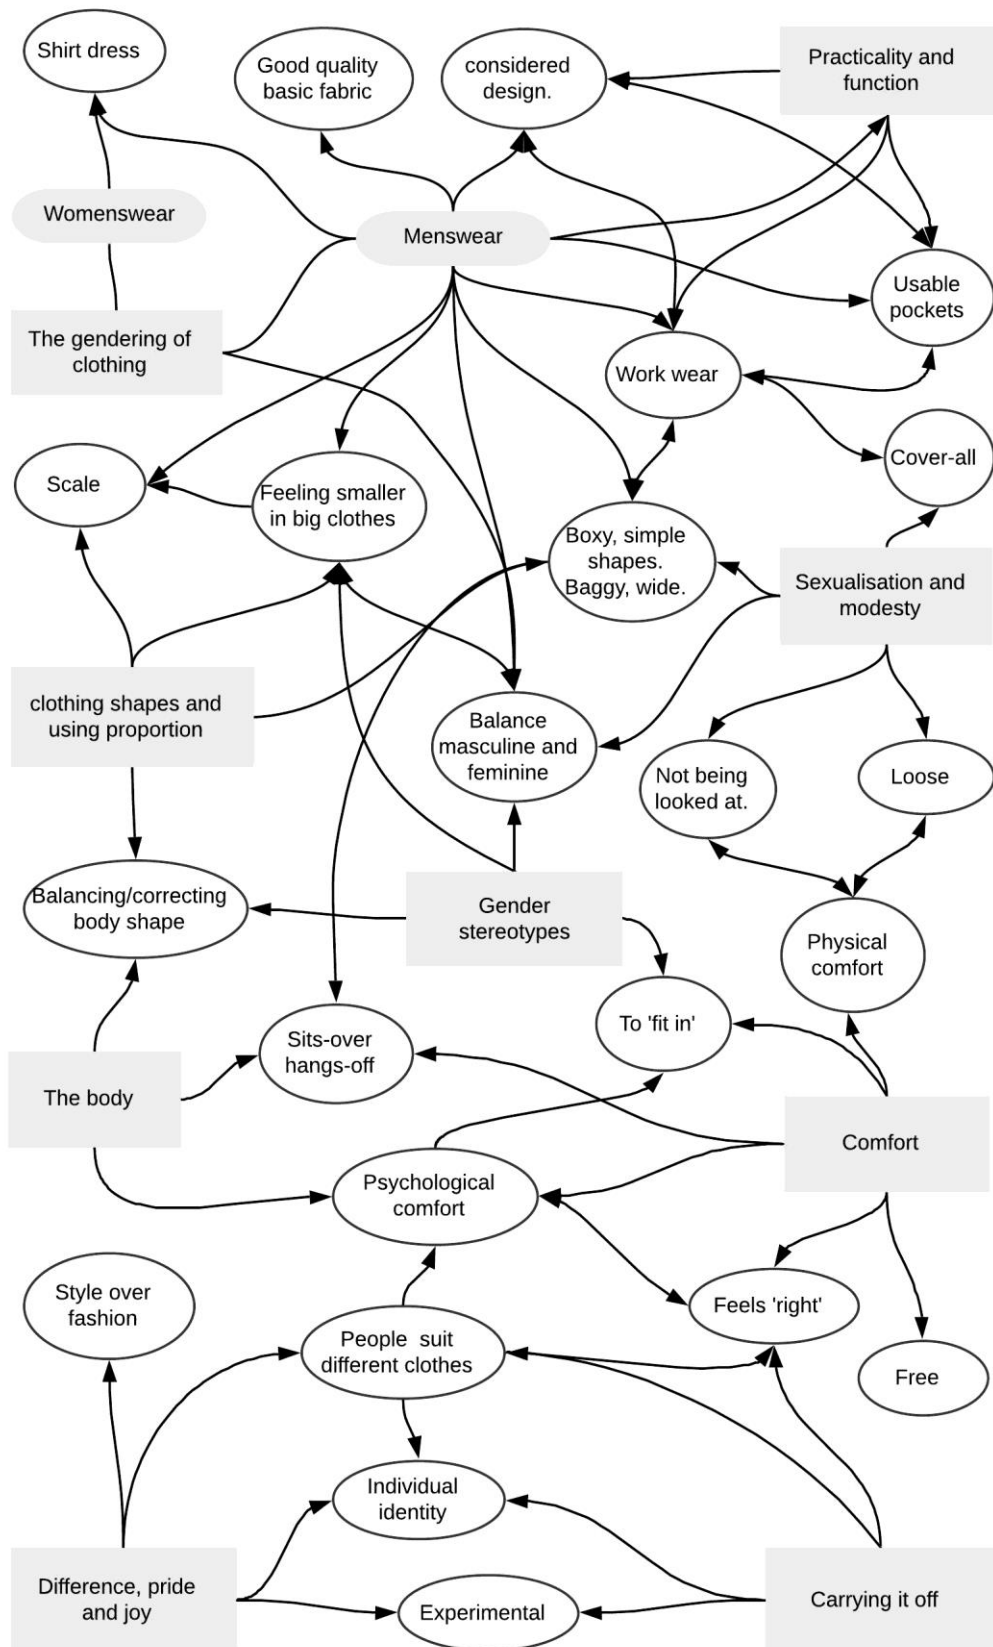 Shirt dress
Good quality
basic fabric
considered
design.
Practicality and
function
Womenswear
Menswear
Usable
pockets
The gendering of
clothing
Work wear
Cover-all
Scale
Feeling smaller
in big clothes
Boxy, simple
shapes.
Baggy, wide.
Sexualisation and
modesty
clothing shapes and
using proportion
Balance
masculine and
feminine
Not being
looked at.
Loose
Balancing/correcting
body shape
Gender
stereotypes
Physical
comfort
Sits-over
hangs-off
To 'fit in'
The body
Comfort
Psychological
comfort
Style over
fashion
People  suit
different clothes
Feels 'right'
Free
Individual
identity
Difference, pride
and joy
Experimental
Carrying it off